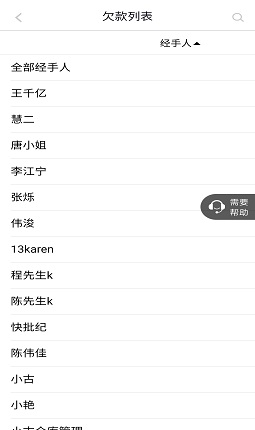 欠款列表
经手人
全部经手人
王千亿
慧二
唐小姐
李江宁
张烁
需要
帮助
伟浚
13karen
程先生k
陈先生k
快批纪
陈伟佳
小古
小艳